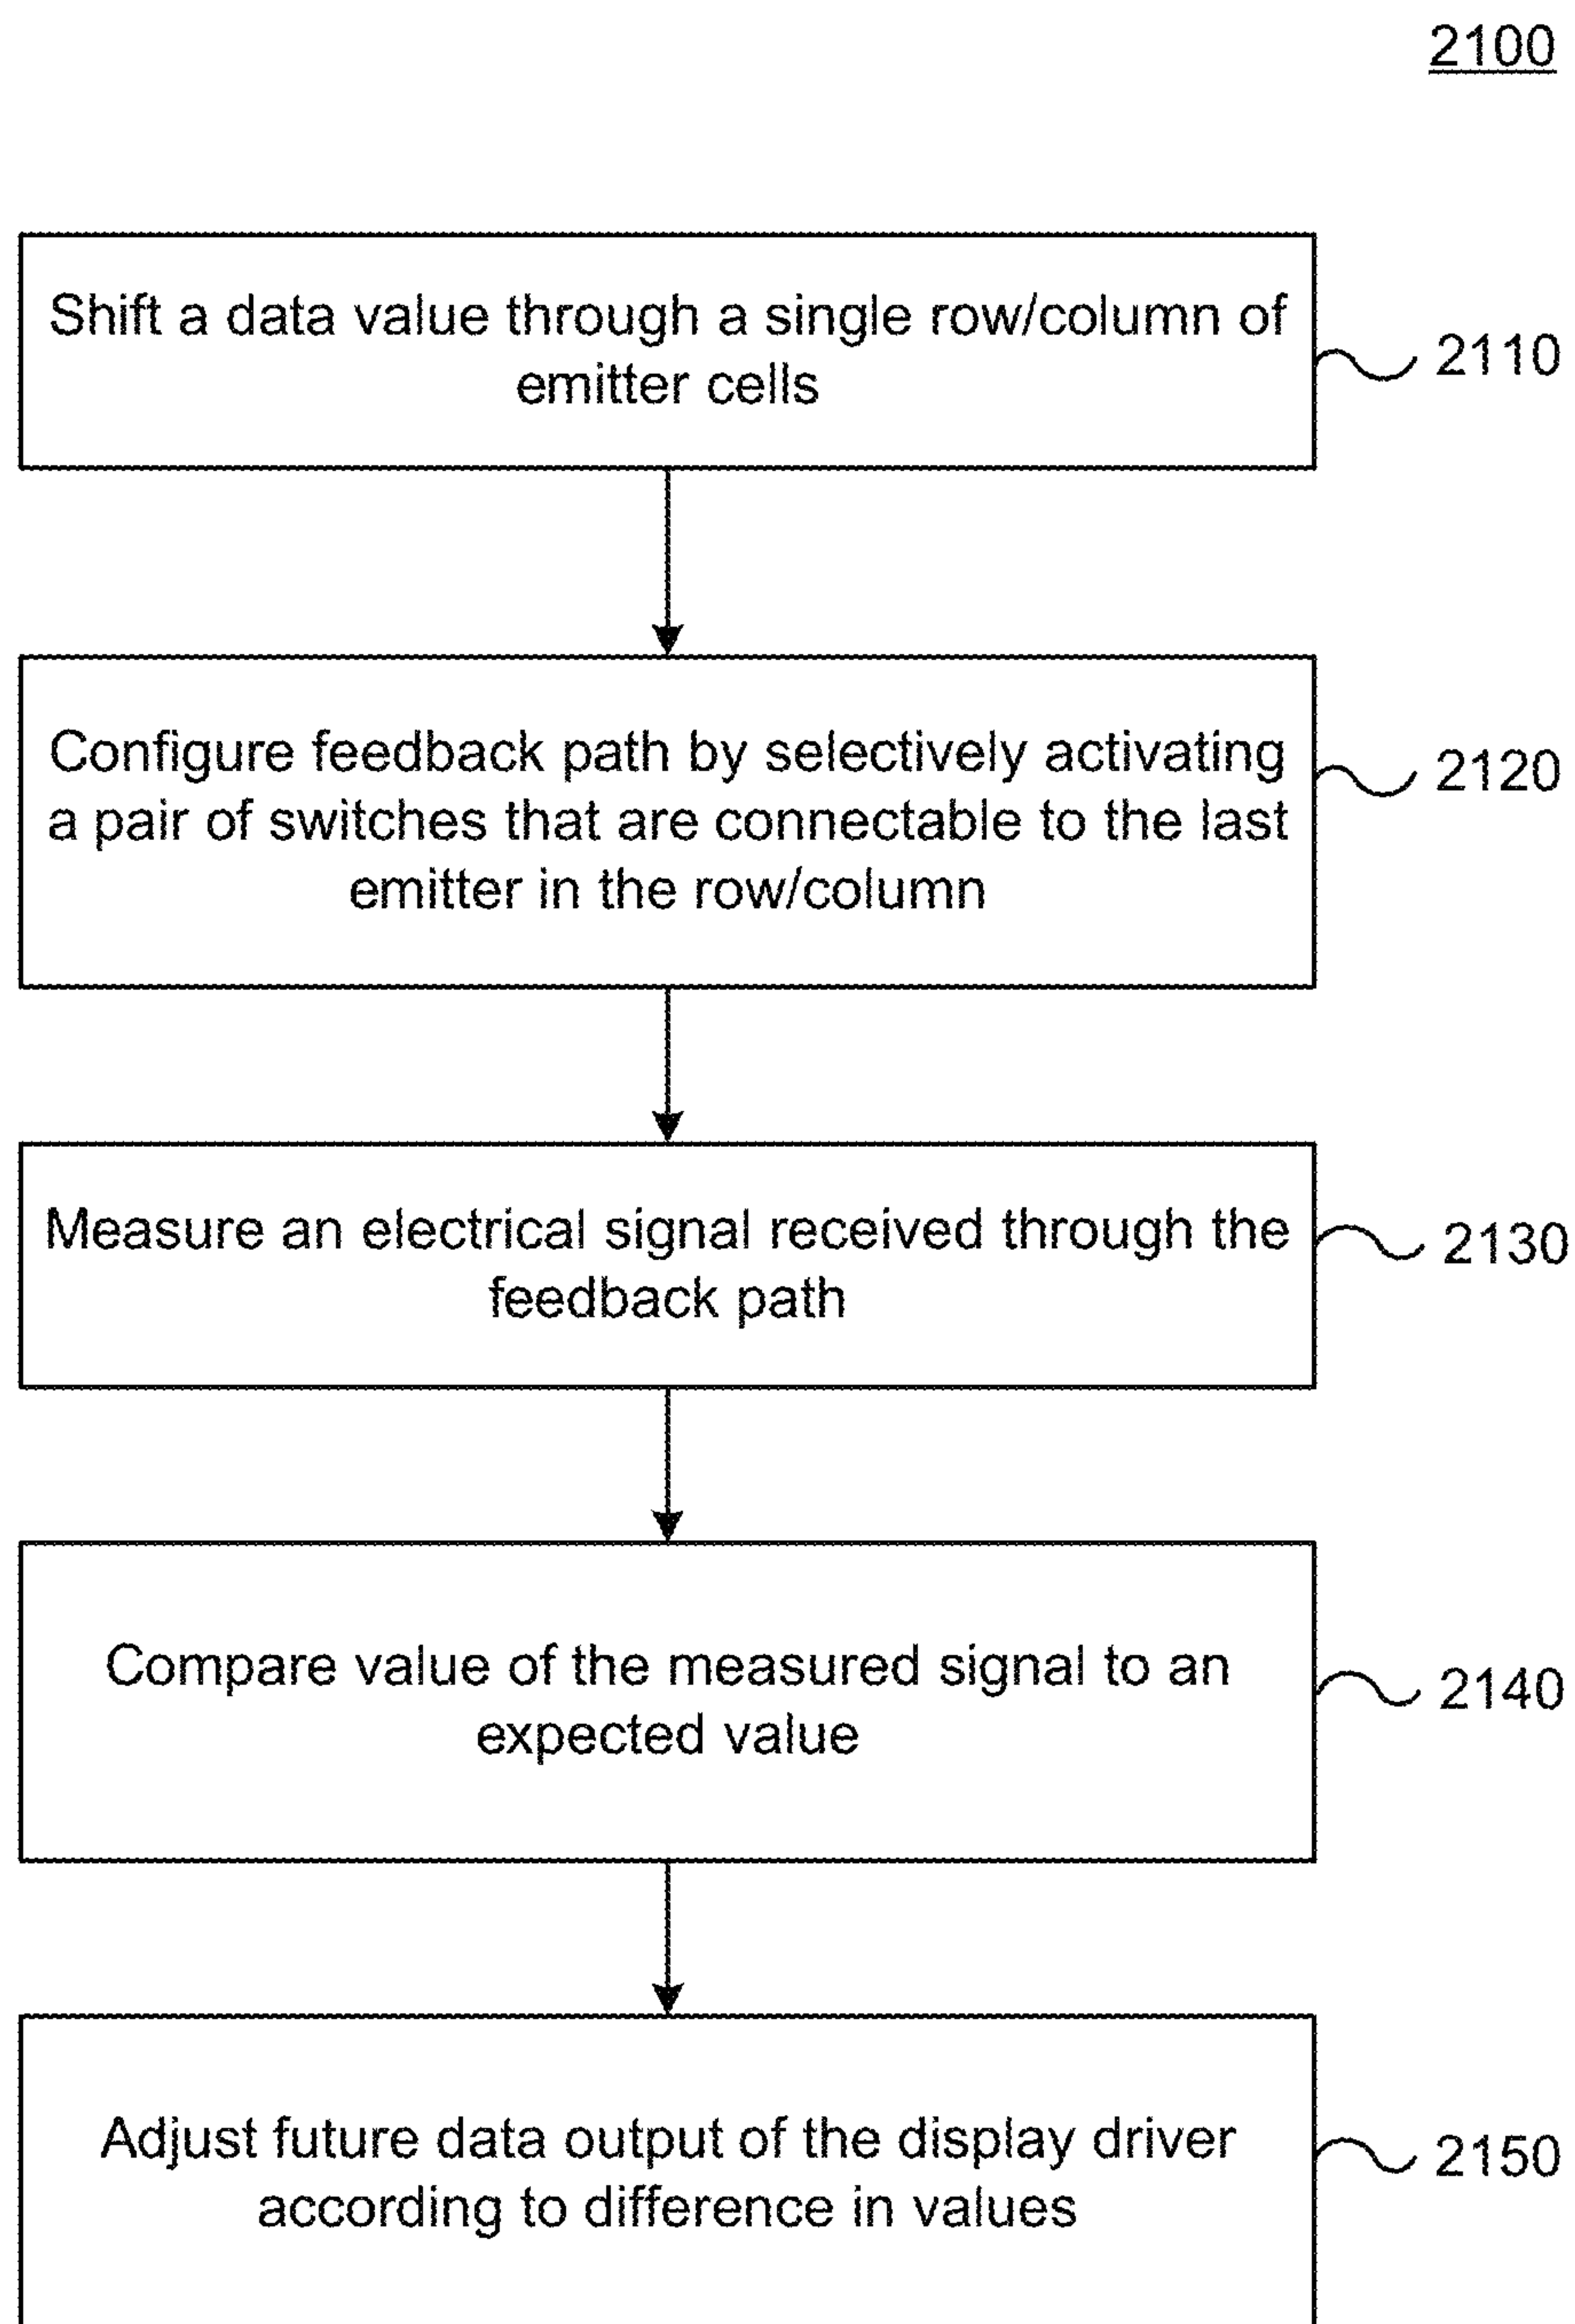 2100
Shift a data value through a single row/column of
emitter cells
2110
Configure feedback path by selectively activating
a pair of switches that are connectable to the last
emitter in the row/column
2120
Measure an electrical signal received through the
feedback path
2130
Compare value of the measured signal to an
expected value
2140
Adjust future data output of the display driver
according to difference in values
2150